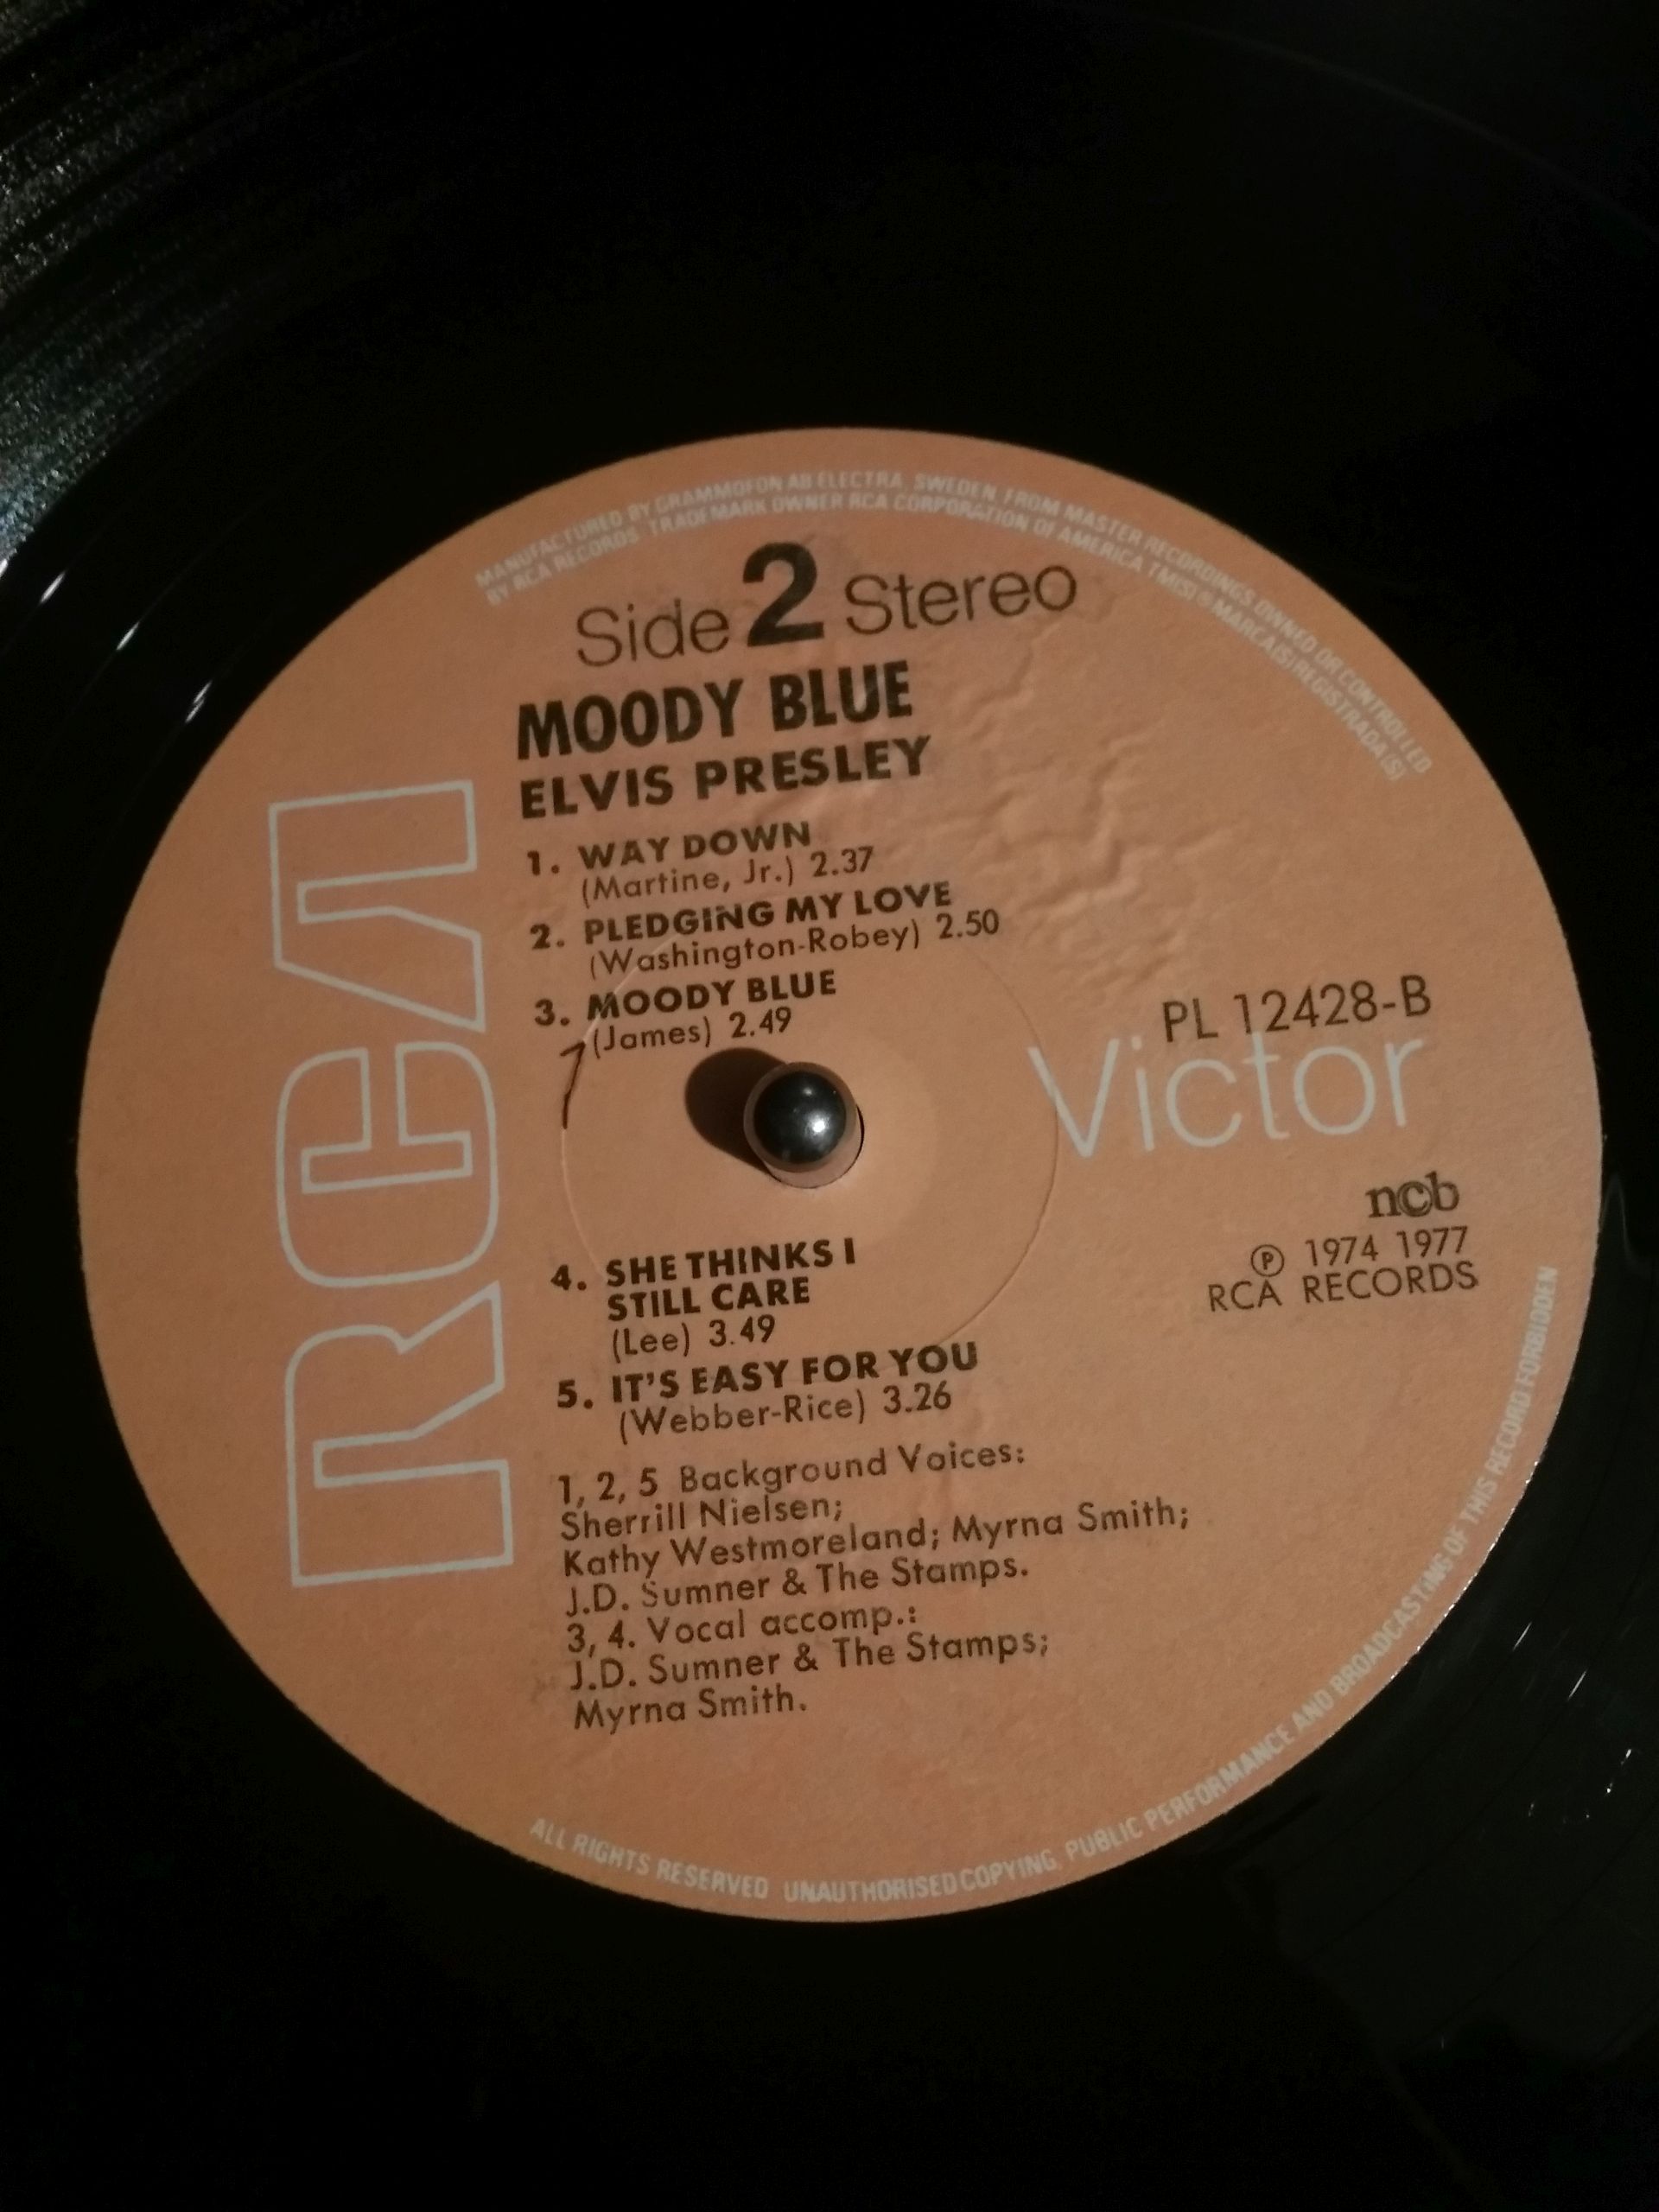 MANUFACTURED BY GRAMMOFON AB ELECTRA, SWEDEN, FROM MASTER RECORDINGS OWNED OR CONTROLLED
BY RCA RECORDS TRADEMARK OWNER RCA CORPORATION OF AMERICA TM(S) ® MARCA(S) REGISTRADA(S)
Side 2 Stereo
MOODY BLUE
ELVIS PRESLEY
1. WAY DOWN
(Martine, Jr.) 2.37
2. PLEDGING MY LOVE
(Washington-Robey) 2.50
3. MOODY BLUE
(James) 2.49
RCA
PL 12428-B
Victor
ncb
℗ 1974 1977
RCA RECORDS
4. SHE THINKS I
STILL CARE
(Lee) 3.49
5. IT'S EASY FOR YOU
(Webber-Rice) 3.26
1, 2, 5 Background Voices:
Sherrill Nielsen;
Kathy Westmoreland; Myrna Smith;
J.D. Sumner & The Stamps.
3, 4. Vocal accomp.:
J.D. Sumner & The Stamps;
Myrna Smith.
ALL RIGHTS RESERVED UNAUTHORISED COPYING, PUBLIC PERFORMANCE AND BROADCASTING OF THIS RECORD FORBIDDEN